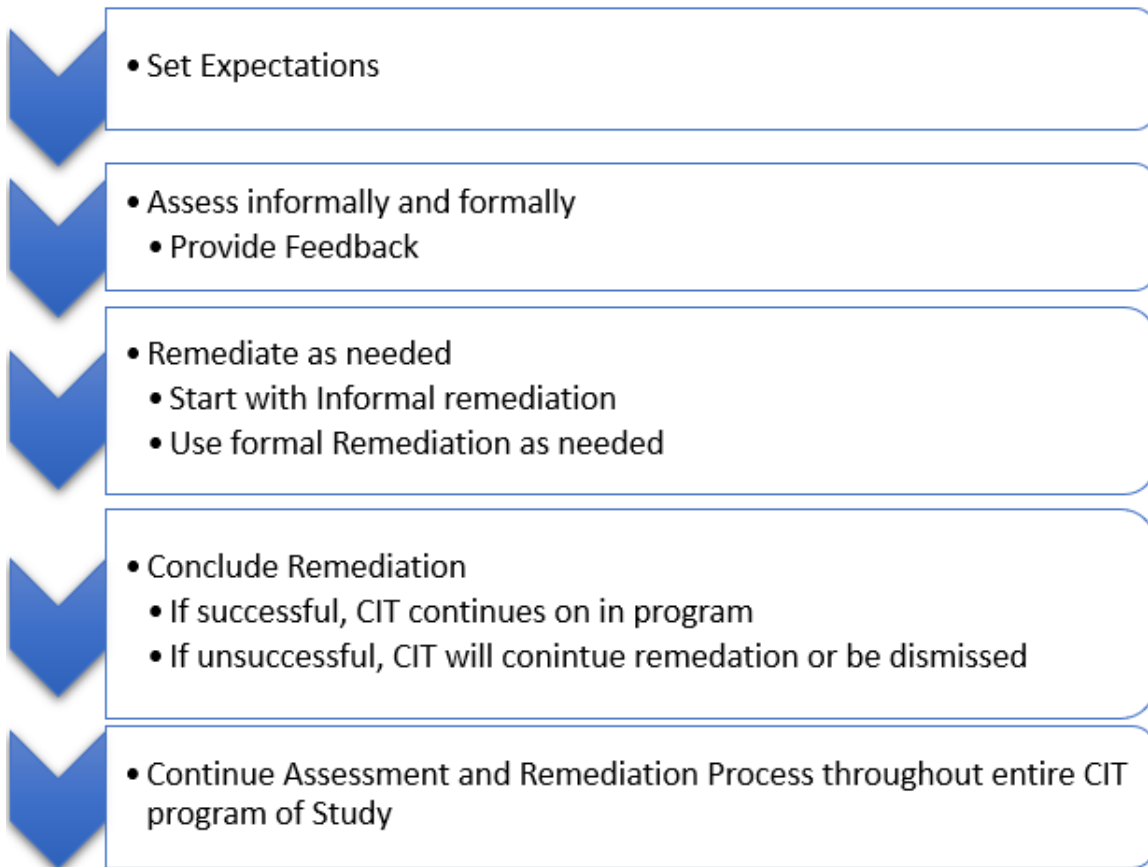 • Set Expectations
• Assess informally and formally
• Provide Feedback
• Remediate as needed
• Start with Informal remediation
• Use formal Remediation as needed
• Conclude Remediation
• If successful, CIT continues on in program
• If unsuccessful, CIT will conintue remedation or be dismissed
• Continue Assessment and Remediation Process throughout entire CIT
program of Study